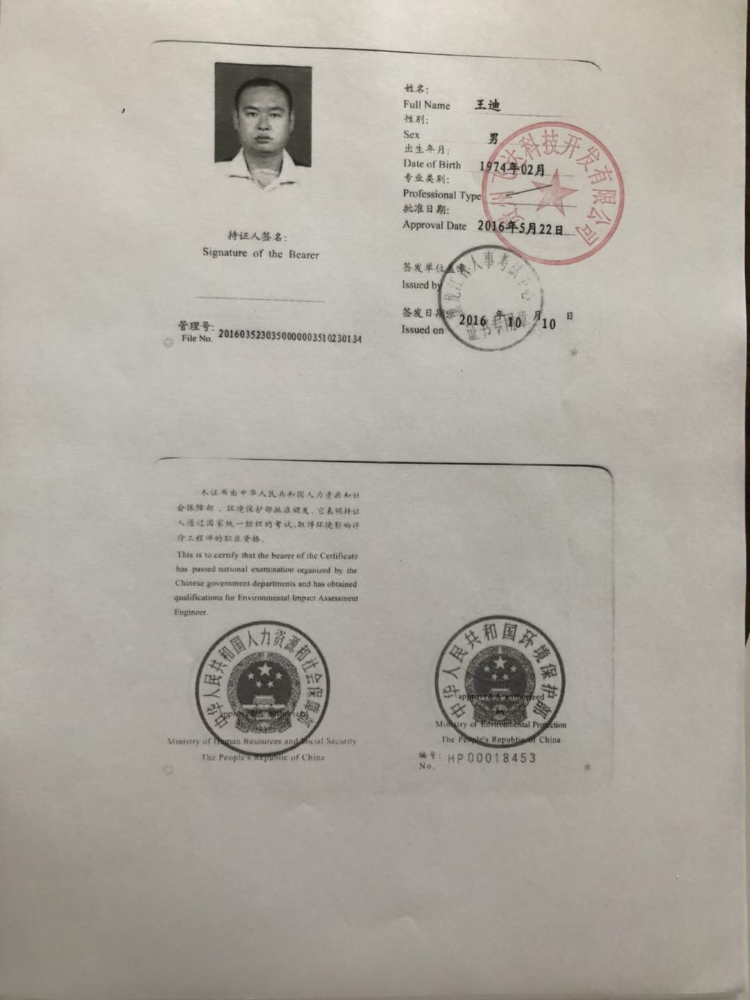 姓名:
Full Name 王迪
性别:
Sex 男
出生年月:
Date of Birth 1974年02月
专业类别:
Professional Type
批准日期:
Approval Date 2016年5月22日
州飞达科技开发有限公司
持证人签名:
Signature of the Bearer
签发单位盖章:
Issued by
黑龙江省人事考试中心
证书专用章
签发日期:
Issued on 2016年10月10日
管理号:
File No. 2016035230350000003510230134
本证书由中华人民共和国人力资源和社
会保障部、环境保护部批准颁发。它表明持证
人通过国家统一组织的考试,取得环境影响评
价工程师的职业资格。
This is to certify that the bearer of the Certificate
has passed national examination organized by the
Chinese government departments and has obtained
qualifications for Environmental Impact Assessment
Engineer.
中华人民共和国人力资源和社会保障部
approved & authorized
by
Ministry of Human Resources and Social Security
The People's Republic of China
中华人民共和国环境保护部
approved & authorized
by
Ministry of Environmental Protection
The People's Republic of China
编号: HP00018453
No.